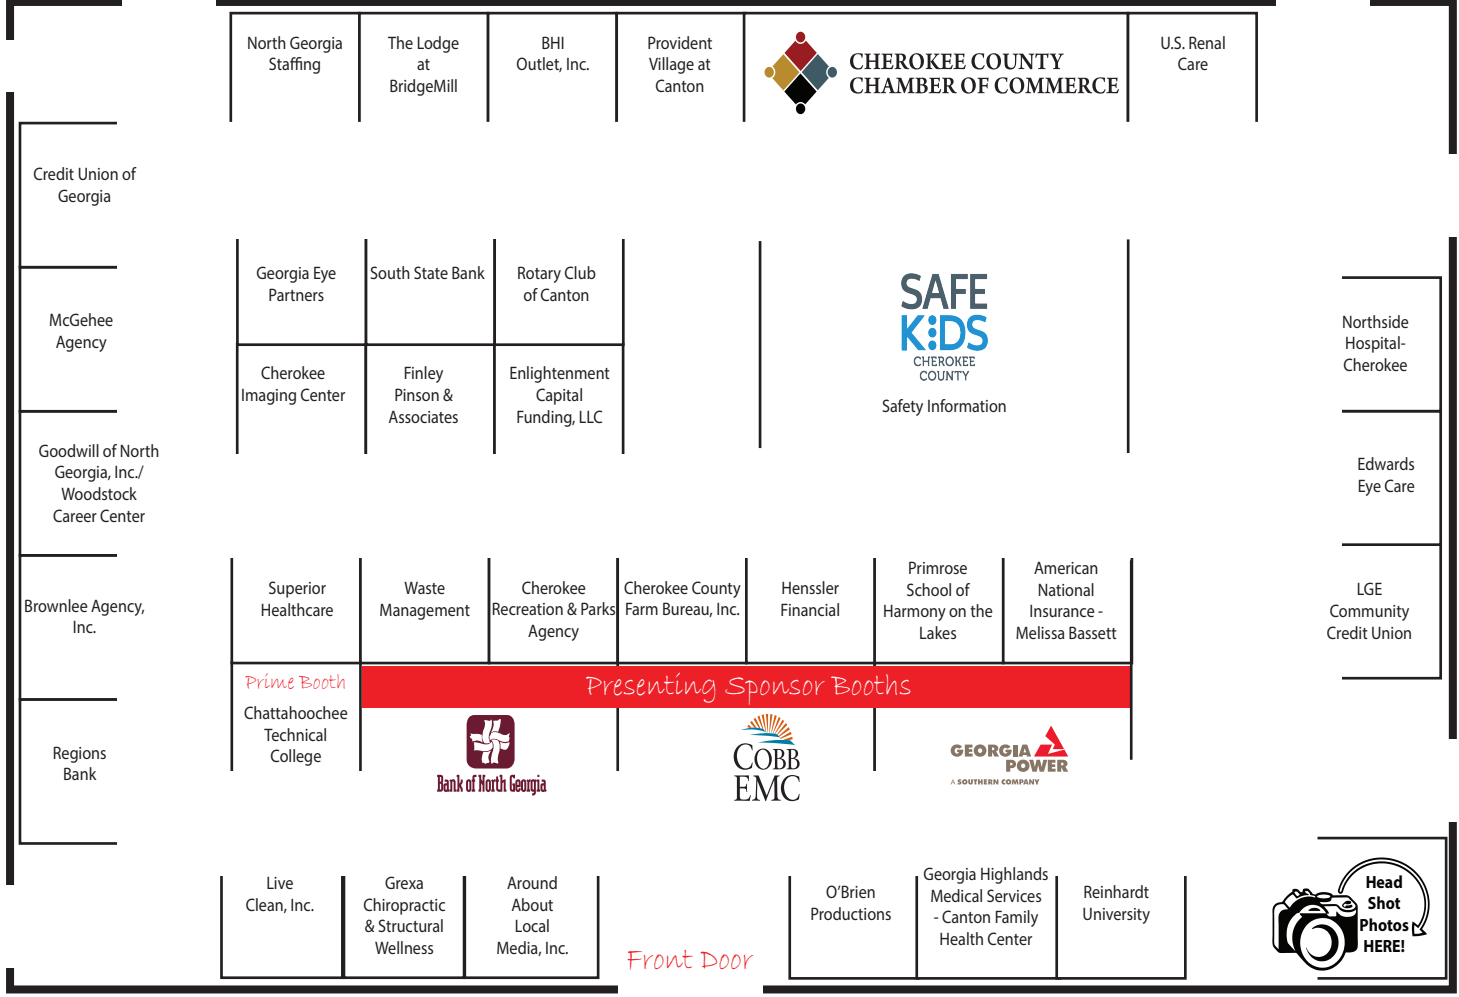 North Georgia
Staffing
The Lodge
at
BridgeMill
BHI
Outlet, Inc.
Provident
Village at
Canton
CHEROKEE COUNTY
CHAMBER OF COMMERCE
U.S. Renal
Care
Credit Union of
Georgia
McGehee
Agency
Goodwill of North
Georgia, Inc./
Woodstock
Career Center
Brownlee Agency,
Inc.
Regions
Bank
Georgia Eye
Partners
South State Bank
Rotary Club
of Canton
Cherokee
Imaging Center
Finley
Pinson &
Associates
Enlightenment
Capital
Funding, LLC
SAFE
KIDS
CHEROKEE
COUNTY
Safety Information
Northside
Hospital-
Cherokee
Edwards
Eye Care
LGE
Community
Credit Union
Superior
Healthcare
Waste
Management
Cherokee
Recreation & Parks
Agency
Cherokee County
Farm Bureau, Inc.
Henssler
Financial
Primrose
School of
Harmony on the
Lakes
American
National
Insurance -
Melissa Bassett
Prime Booth
Chattahoochee
Technical
College
Presenting Sponsor Booths
Bank of North Georgia
COBB
EMC
GEORGIA
POWER
A SOUTHERN COMPANY
Live
Clean, Inc.
Grexa
Chiropractic
& Structural
Wellness
Around
About
Local
Media, Inc.
Front Door
O'Brien
Productions
Georgia Highlands
Medical Services
- Canton Family
Health Center
Reinhardt
University
Head
Shot
Photos
HERE!